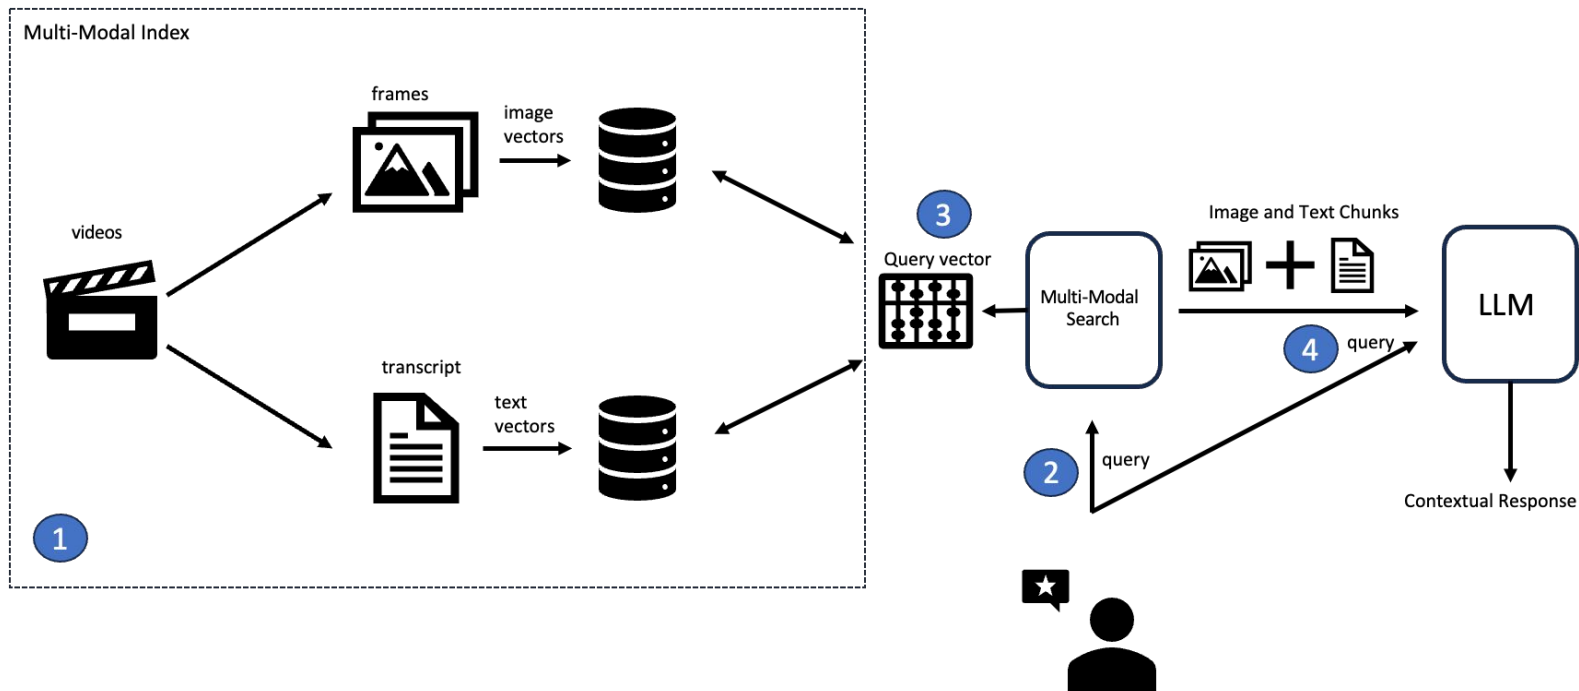 Multi-Modal Index
frames
image
vectors
videos
transcript
text
vectors
1
3
Query vector
Multi-Modal
Search
Image and Text Chunks
LLM
4
query
2
query
Contextual Response